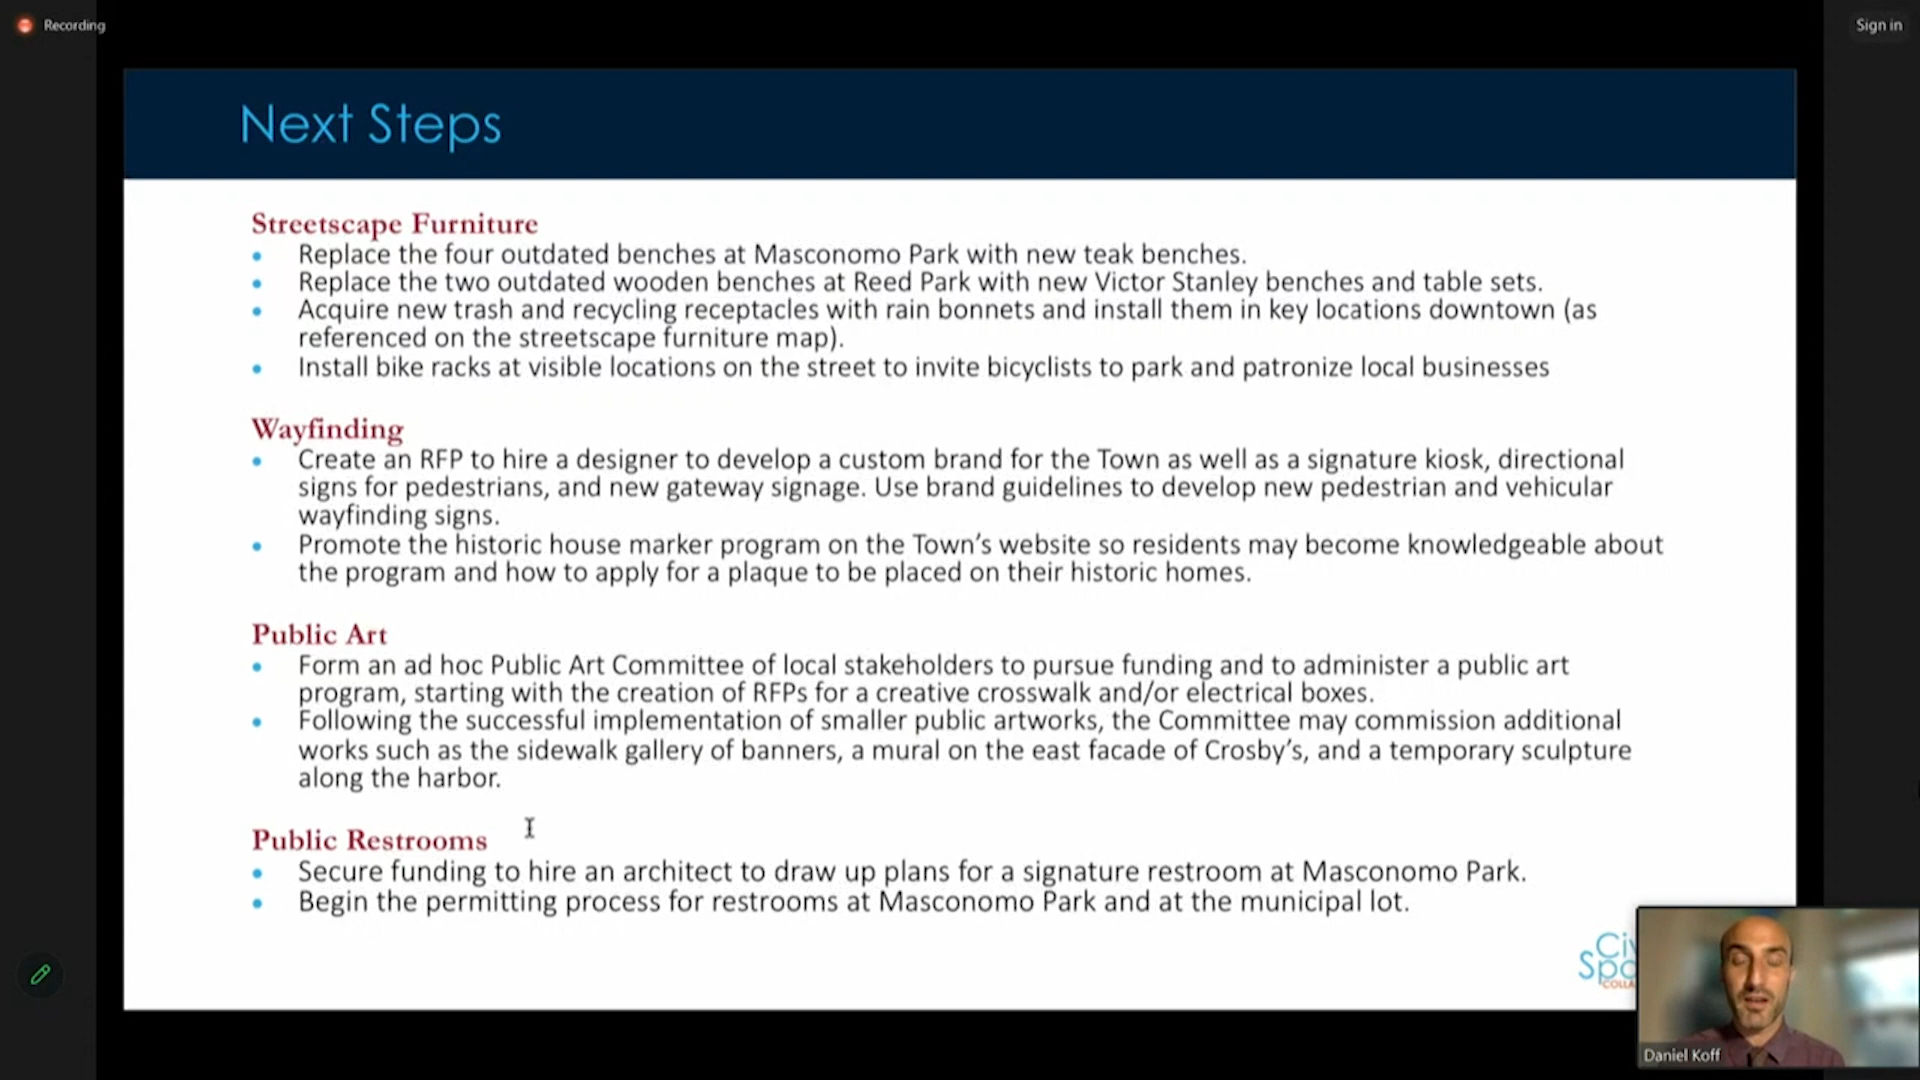 Recording
Sign in
Next Steps
Streetscape Furniture
• Replace the four outdated benches at Masconomo Park with new teak benches.
• Replace the two outdated wooden benches at Reed Park with new Victor Stanley benches and table sets.
• Acquire new trash and recycling receptacles with rain bonnets and install them in key locations downtown (as
referenced on the streetscape furniture map).
• Install bike racks at visible locations on the street to invite bicyclists to park and patronize local businesses
Wayfinding
• Create an RFP to hire a designer to develop a custom brand for the Town as well as a signature kiosk, directional
signs for pedestrians, and new gateway signage. Use brand guidelines to develop new pedestrian and vehicular
wayfinding signs.
• Promote the historic house marker program on the Town’s website so residents may become knowledgeable about
the program and how to apply for a plaque to be placed on their historic homes.
Public Art
• Form an ad hoc Public Art Committee of local stakeholders to pursue funding and to administer a public art
program, starting with the creation of RFPs for a creative crosswalk and/or electrical boxes.
• Following the successful implementation of smaller public artworks, the Committee may commission additional
works such as the sidewalk gallery of banners, a mural on the east facade of Crosby’s, and a temporary sculpture
along the harbor.
Public Restrooms
• Secure funding to hire an architect to draw up plans for a signature restroom at Masconomo Park.
• Begin the permitting process for restrooms at Masconomo Park and at the municipal lot.
Daniel Koff